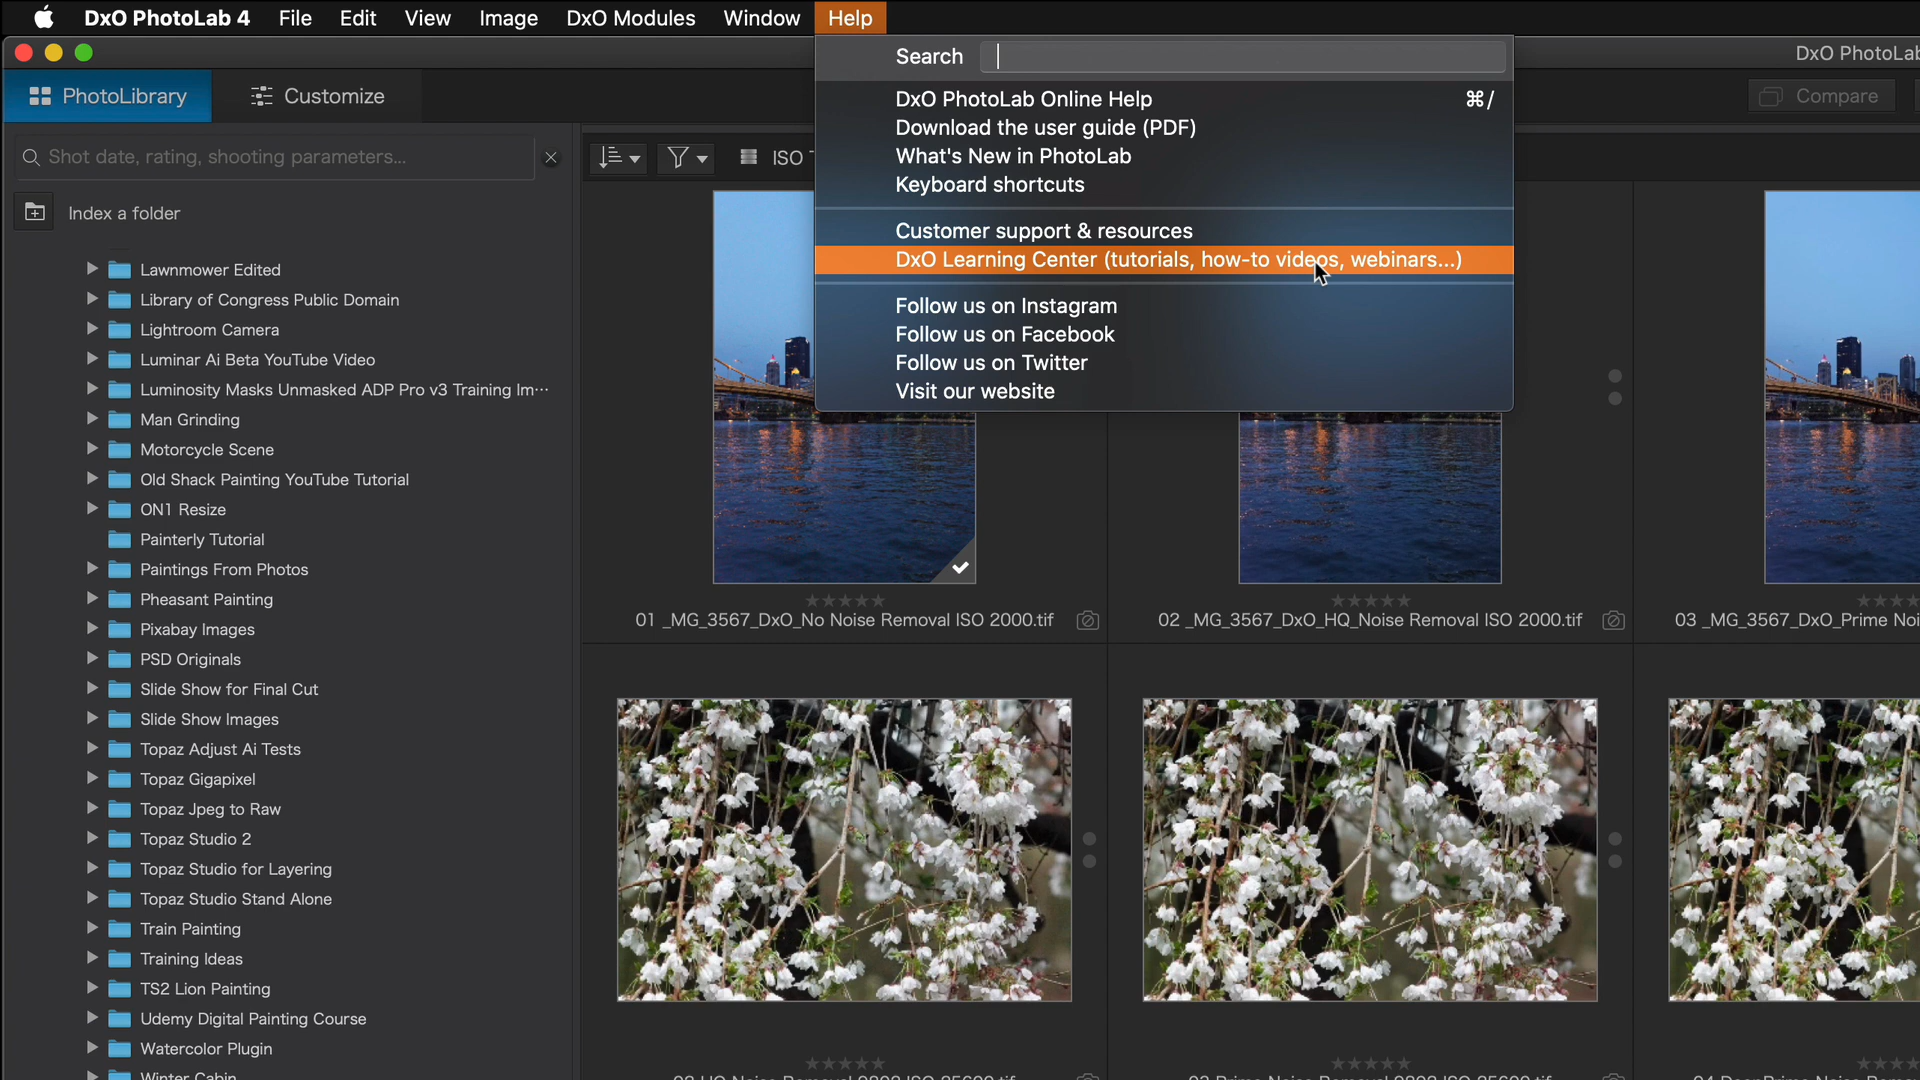 DxO PhotoLab 4 File Edit View Image DxO Modules Window Help
DxO PhotoLab
PhotoLibrary Customize
Compare
Shot date, rating, shooting parameters...
ISO
Index a folder
Search
DxO PhotoLab Online Help ⌘/
Download the user guide (PDF)
What's New in PhotoLab
Keyboard shortcuts
Customer support & resources
DxO Learning Center (tutorials, how-to videos, webinars...)
Follow us on Instagram
Follow us on Facebook
Follow us on Twitter
Visit our website
Lawnmower Edited
Library of Congress Public Domain
Lightroom Camera
Luminar Ai Beta YouTube Video
Luminosity Masks Unmasked ADP Pro v3 Training Im···
Man Grinding
Motorcycle Scene
Old Shack Painting YouTube Tutorial
ON1 Resize
Painterly Tutorial
Paintings From Photos
Pheasant Painting
Pixabay Images
PSD Originals
Slide Show for Final Cut
Slide Show Images
Topaz Adjust Ai Tests
Topaz Gigapixel
Topaz Jpeg to Raw
Topaz Studio 2
Topaz Studio for Layering
Topaz Studio Stand Alone
Train Painting
Training Ideas
TS2 Lion Painting
Udemy Digital Painting Course
Watercolor Plugin
Winter Cabin
01 _MG_3567_DxO_No Noise Removal ISO 2000.tif
02 _MG_3567_DxO_HQ_Noise Removal ISO 2000.tif
03 _MG_3567_DxO_Prime Noi